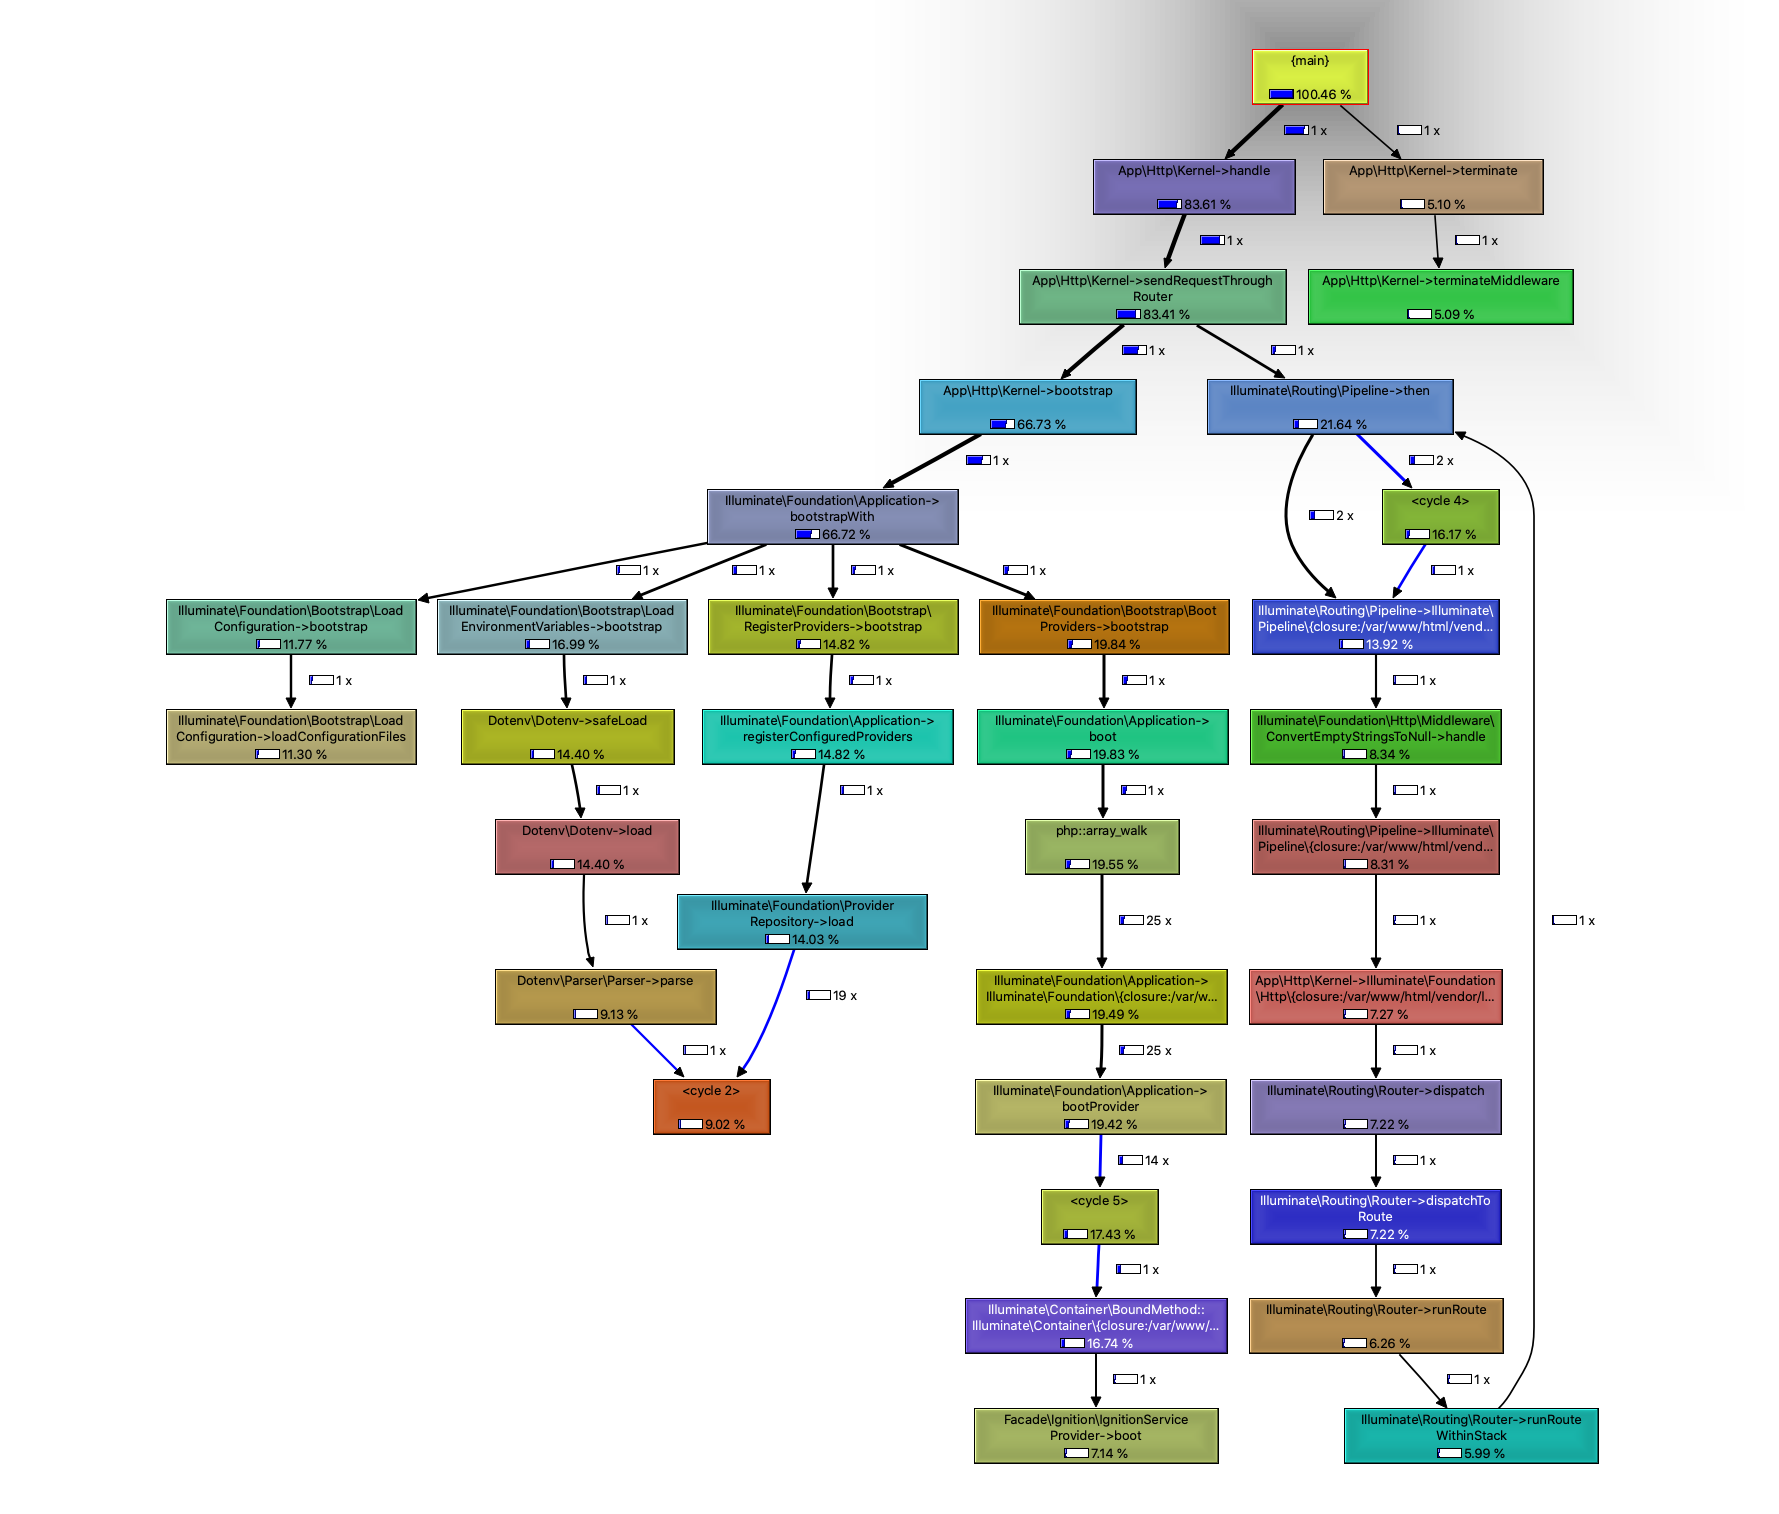 {main}
100.46 %
1 x
1 x
App\Http\Kernel->handle
83.61 %
App\Http\Kernel->terminate
5.10 %
1 x
1 x
App\Http\Kernel->sendRequestThrough
Router
83.41 %
App\Http\Kernel->terminateMiddleware
5.09 %
1 x
1 x
App\Http\Kernel->bootstrap
66.73 %
Illuminate\Routing\Pipeline->then
21.64 %
1 x
2 x
Illuminate\Foundation\Application->
bootstrapWith
66.72 %
2 x
<cycle 4>
16.17 %
1 x
1 x
1 x
1 x
1 x
Illuminate\Foundation\Bootstrap\Load
Configuration->bootstrap
11.77 %
Illuminate\Foundation\Bootstrap\Load
EnvironmentVariables->bootstrap
16.99 %
Illuminate\Foundation\Bootstrap\
RegisterProviders->bootstrap
14.82 %
Illuminate\Foundation\Bootstrap\Boot
Providers->bootstrap
19.84 %
Illuminate\Routing\Pipeline->Illuminate\
Pipeline\{closure:/var/www/html/vend...
13.92 %
1 x
1 x
1 x
1 x
1 x
Illuminate\Foundation\Bootstrap\Load
Configuration->loadConfigurationFiles
11.30 %
Dotenv\Dotenv->safeLoad
14.40 %
Illuminate\Foundation\Application->
registerConfiguredProviders
14.82 %
Illuminate\Foundation\Application->
boot
19.83 %
Illuminate\Foundation\Http\Middleware\
ConvertEmptyStringsToNull->handle
8.34 %
1 x
1 x
1 x
1 x
Dotenv\Dotenv->load
14.40 %
php::array_walk
19.55 %
Illuminate\Routing\Pipeline->Illuminate\
Pipeline\{closure:/var/www/html/vend...
8.31 %
1 x
Illuminate\Foundation\Provider
Repository->load
14.03 %
25 x
1 x
1 x
Dotenv\Parser\Parser->parse
9.13 %
19 x
Illuminate\Foundation\Application->
Illuminate\Foundation\{closure:/var/w...
19.49 %
App\Http\Kernel->Illuminate\Foundation
\Http\{closure:/var/www/html/vendor/l...
7.27 %
1 x
25 x
1 x
<cycle 2>
9.02 %
Illuminate\Foundation\Application->
bootProvider
19.42 %
Illuminate\Routing\Router->dispatch
7.22 %
14 x
1 x
<cycle 5>
17.43 %
Illuminate\Routing\Router->dispatchTo
Route
7.22 %
1 x
1 x
Illuminate\Container\BoundMethod::
Illuminate\Container\{closure:/var/www/...
16.74 %
Illuminate\Routing\Router->runRoute
6.26 %
1 x
1 x
Facade\Ignition\IgnitionService
Provider->boot
7.14 %
Illuminate\Routing\Router->runRoute
WithinStack
5.99 %